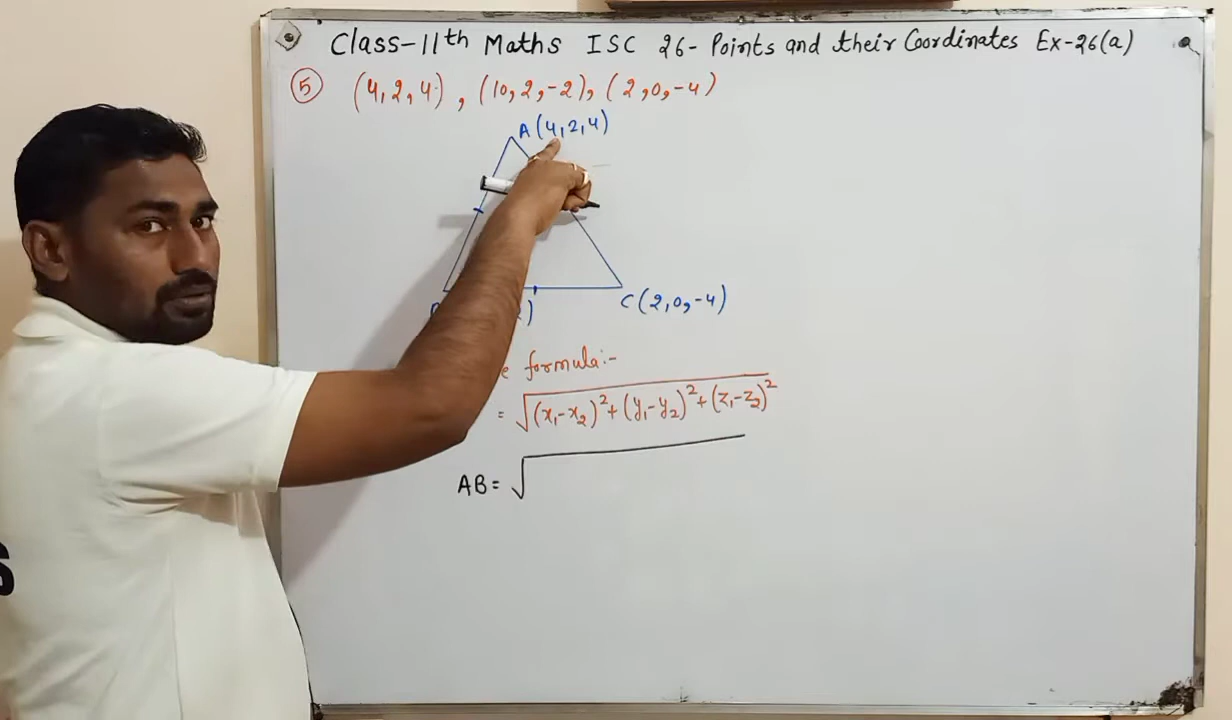 Class-11th Maths ISC 26- Points and their Coordinates Ex-26(a)
⑤ (4,2,4), (10,2,-2), (2,0,-4)
A(4,2,4)
C(2,0,-4)
formula:-
= √(x₁-x₂)²+(y₁-y₂)²+(z₁-z₂)²
AB= √